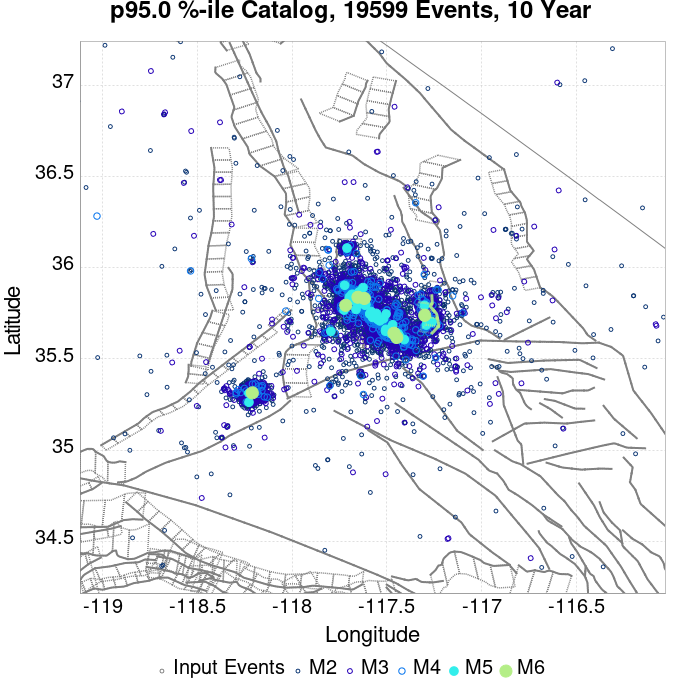 p95.0 %-ile Catalog, 19599 Events, 10 Year
37
36.5
36
35.5
35
34.5
Latitude
-119
-118.5
-118
-117.5
-117
-116.5
Longitude
Input Events
M2
M3
M4
M5
M6